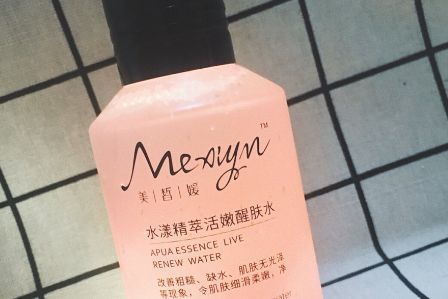 Mexiyn™
美|皙|媛
水漾精萃活嫩醒肤水
APUA ESSENCE LIVE
RENEW WATER
改善粗糙、缺水、肌肤无光泽
等现象，令肌肤细滑柔嫩，净
water